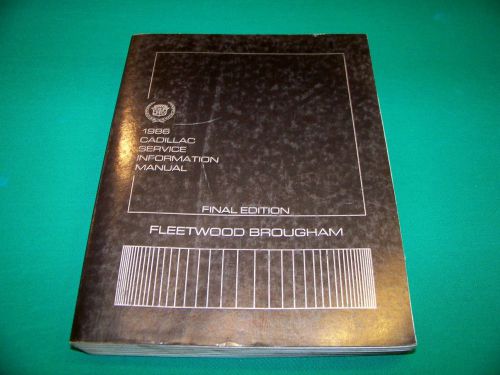 1986
CADILLAC
SERVICE
INFORMATION
MANUAL
FINAL EDITION
FLEETWOOD BROUGHAM